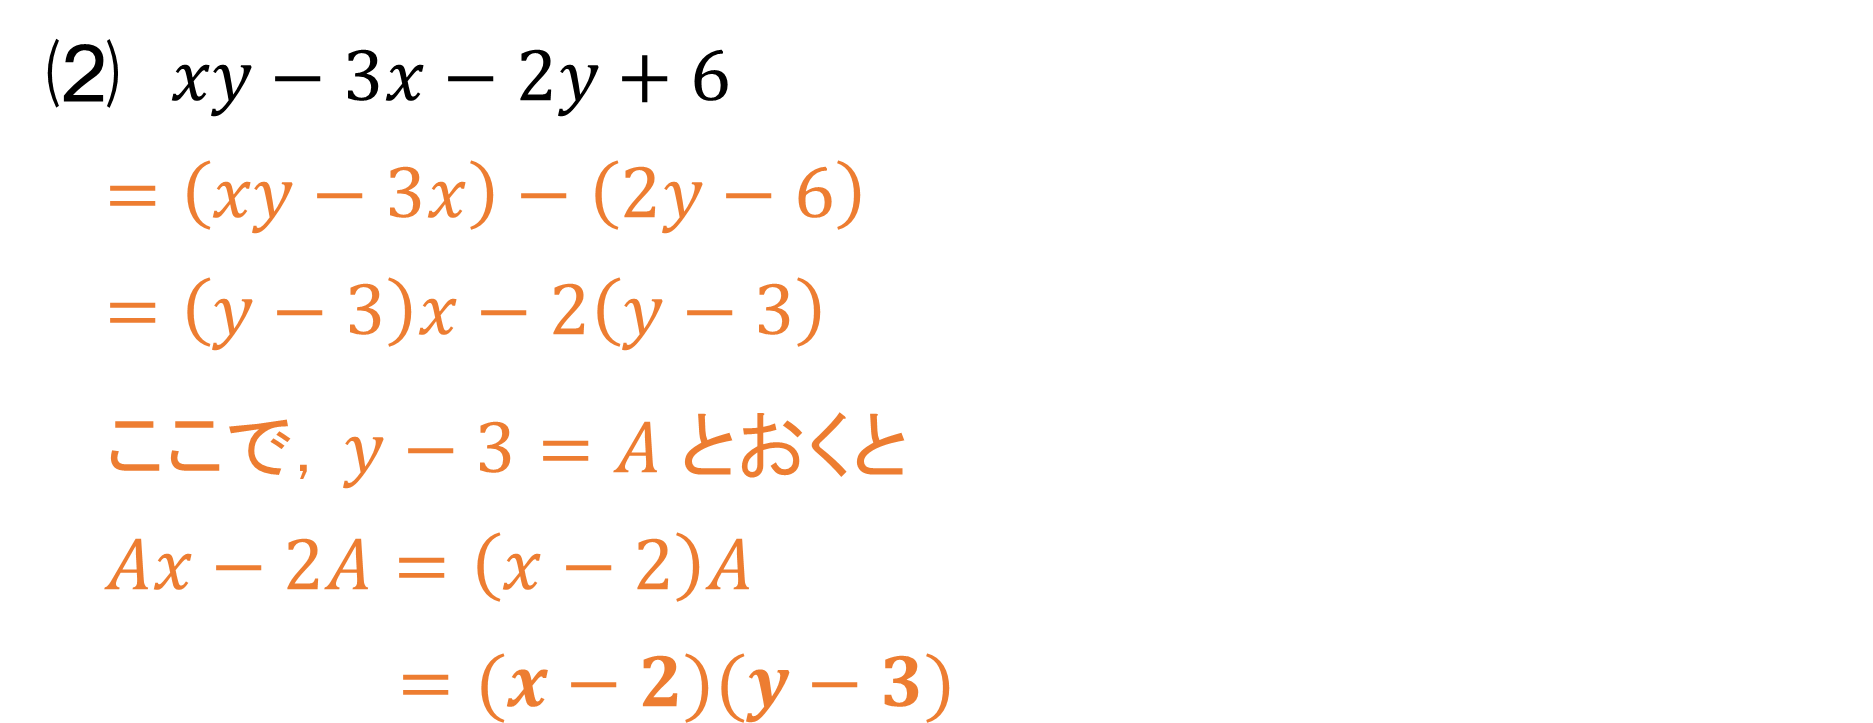 ⑵ xy − 3x − 2y + 6
= (xy − 3x) − (2y − 6)
= (y − 3)x − 2(y − 3)
ここで, y − 3 = A とおくと
Ax − 2A = (x − 2)A
= (x − 2)(y − 3)